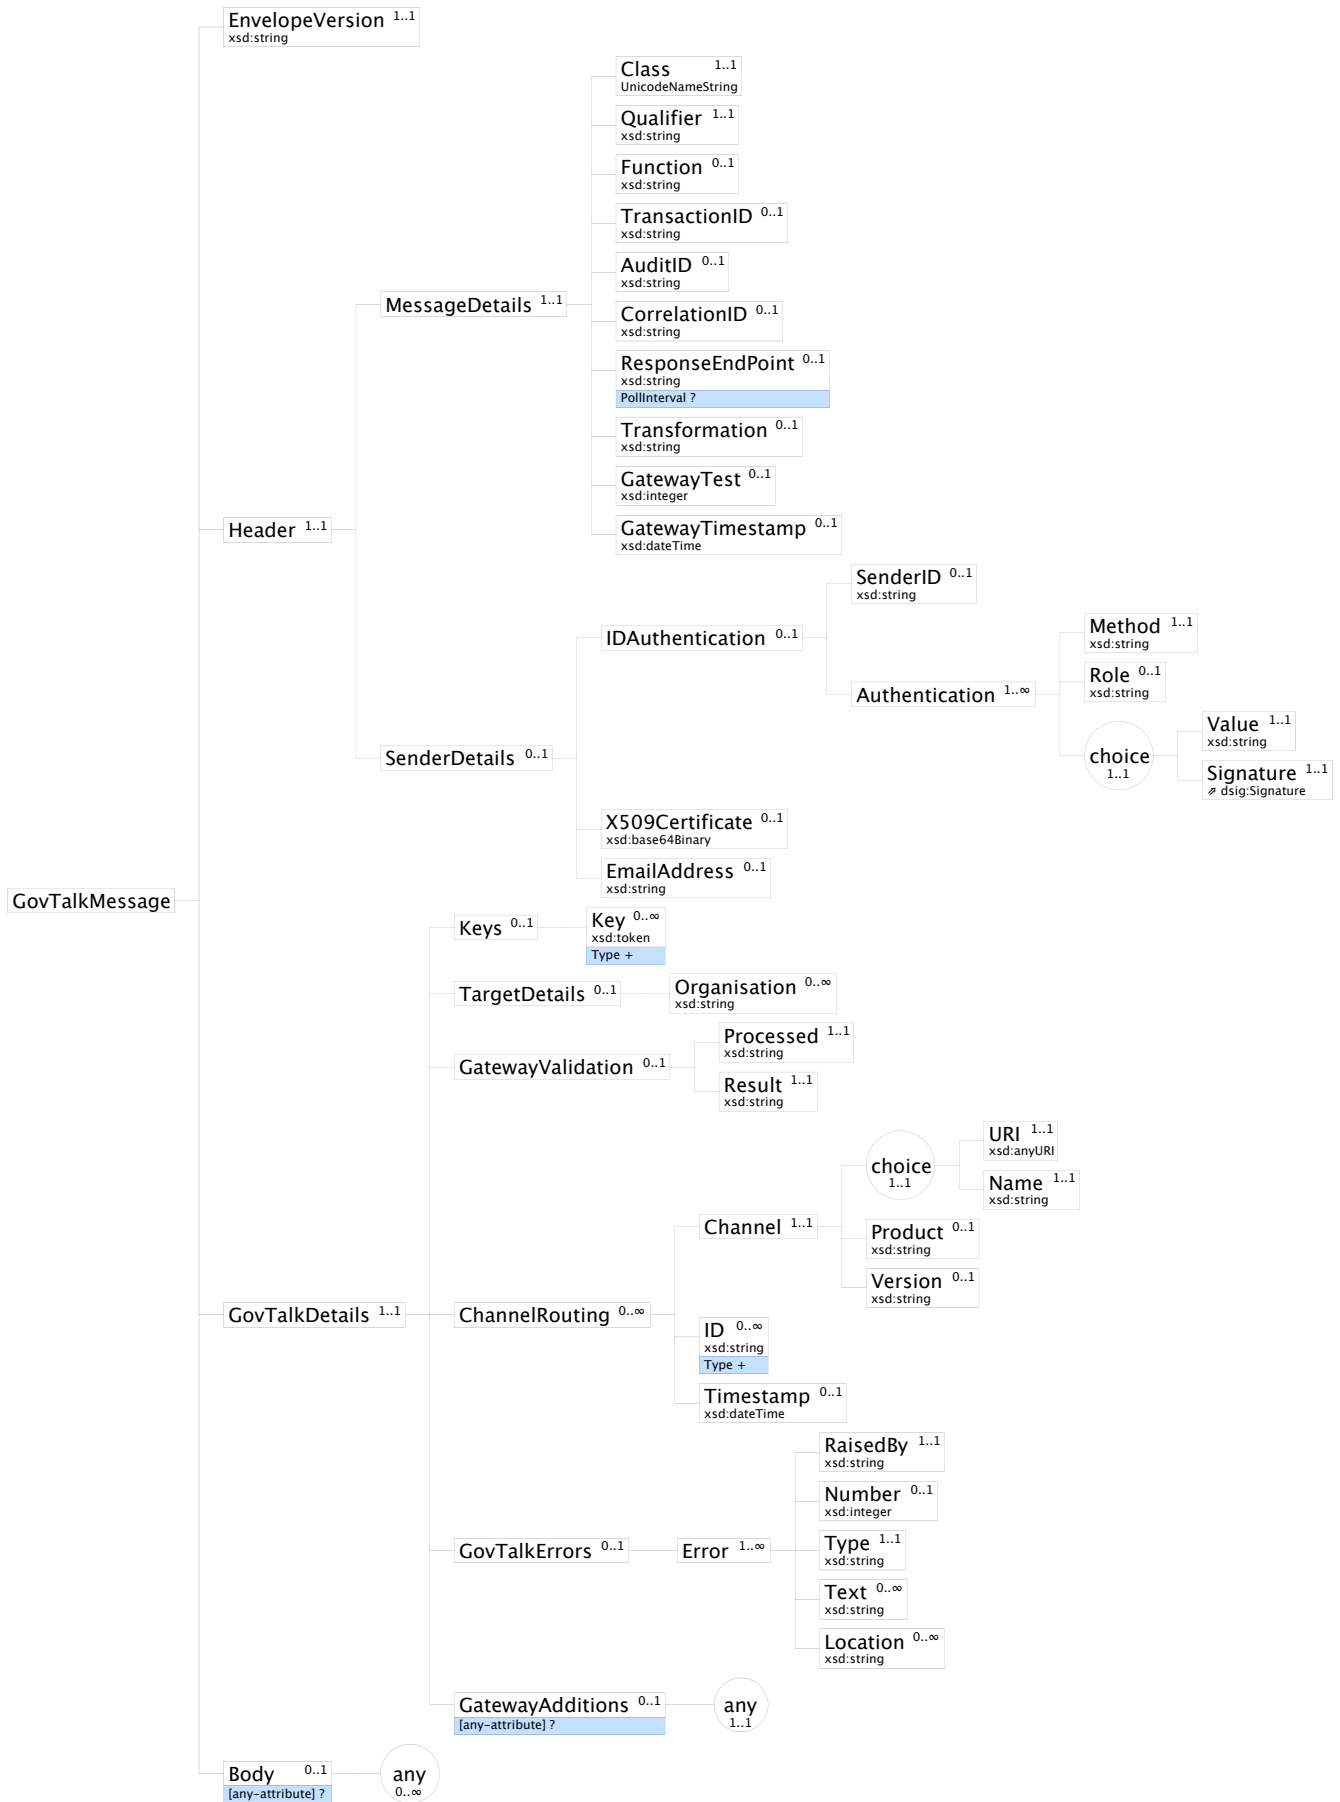 EnvelopeVersion 1..1
xsd:string
Class 1..1
UnicodeNameString
Qualifier 1..1
xsd:string
Function 0..1
xsd:string
TransactionID 0..1
xsd:string
AuditID 0..1
xsd:string
MessageDetails 1..1
CorrelationID 0..1
xsd:string
ResponseEndPoint 0..1
xsd:string
PollInterval ?
Transformation 0..1
xsd:string
GatewayTest 0..1
xsd:integer
Header 1..1
GatewayTimestamp 0..1
xsd:dateTime
SenderID 0..1
xsd:string
IDAuthentication 0..1
Method 1..1
xsd:string
Role 0..1
xsd:string
Authentication 1..∞
Value 1..1
xsd:string
choice
1..1
SenderDetails 0..1
Signature 1..1
⇗ dsig:Signature
X509Certificate 0..1
xsd:base64Binary
EmailAddress 0..1
xsd:string
GovTalkMessage
Keys 0..1
Key 0..∞
xsd:token
Type +
TargetDetails 0..1
Organisation 0..∞
xsd:string
Processed 1..1
xsd:string
GatewayValidation 0..1
Result 1..1
xsd:string
URI 1..1
xsd:anyURI
choice
1..1
Name 1..1
xsd:string
Channel 1..1
Product 0..1
xsd:string
Version 0..1
xsd:string
GovTalkDetails 1..1
ChannelRouting 0..∞
ID 0..∞
xsd:string
Type +
Timestamp 0..1
xsd:dateTime
RaisedBy 1..1
xsd:string
Number 0..1
xsd:integer
GovTalkErrors 0..1
Error 1..∞
Type 1..1
xsd:string
Text 0..∞
xsd:string
Location 0..∞
xsd:string
GatewayAdditions 0..1
[any-attribute] ?
any
1..1
Body 0..1
[any-attribute] ?
any
0..∞